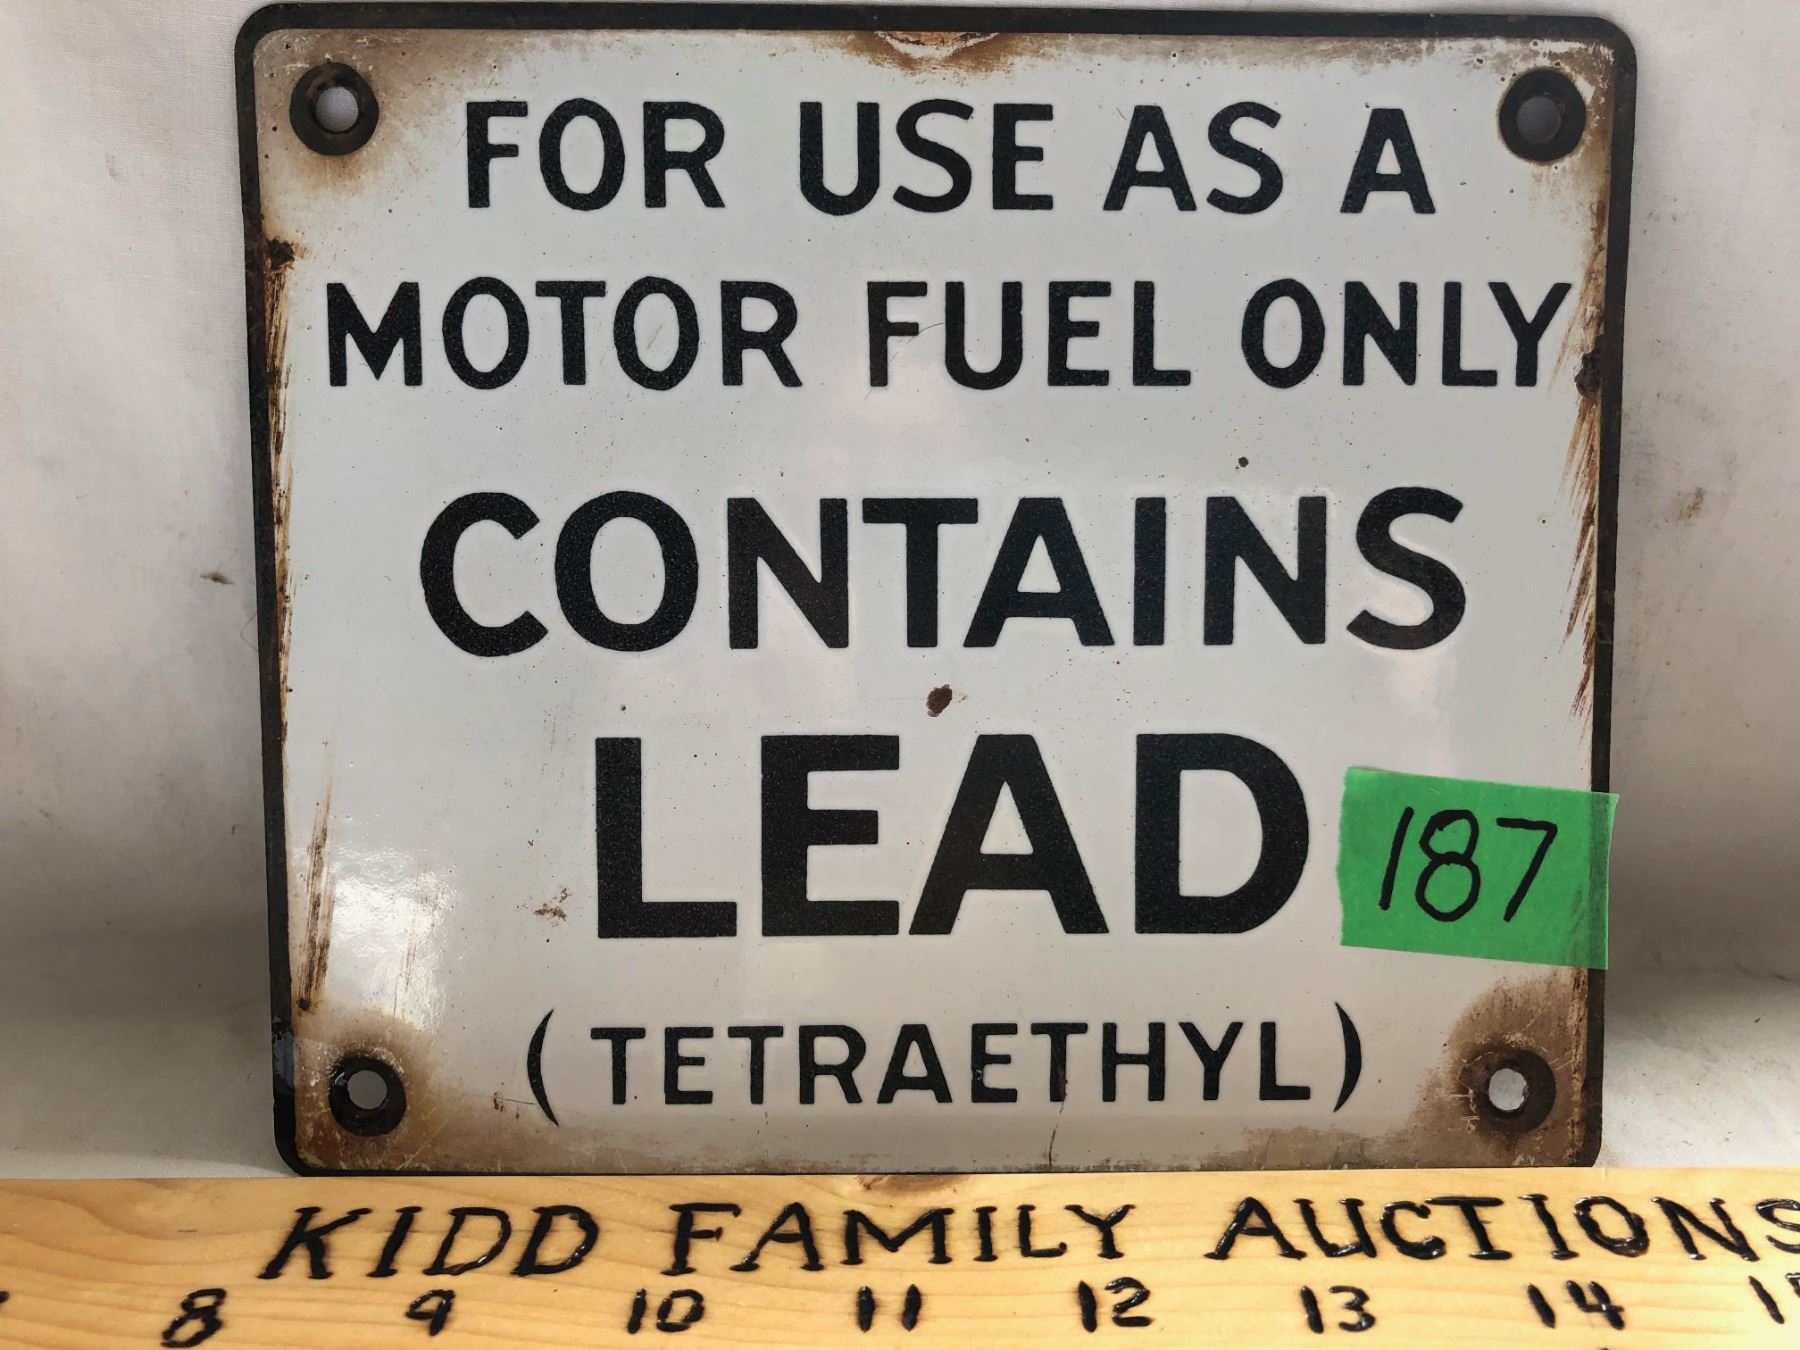 FOR USE AS A
MOTOR FUEL ONLY
CONTAINS
LEAD
187
(TETRAETHYL)
KIDD FAMILY AUCTIONS
8 9 10 11 12 13 14